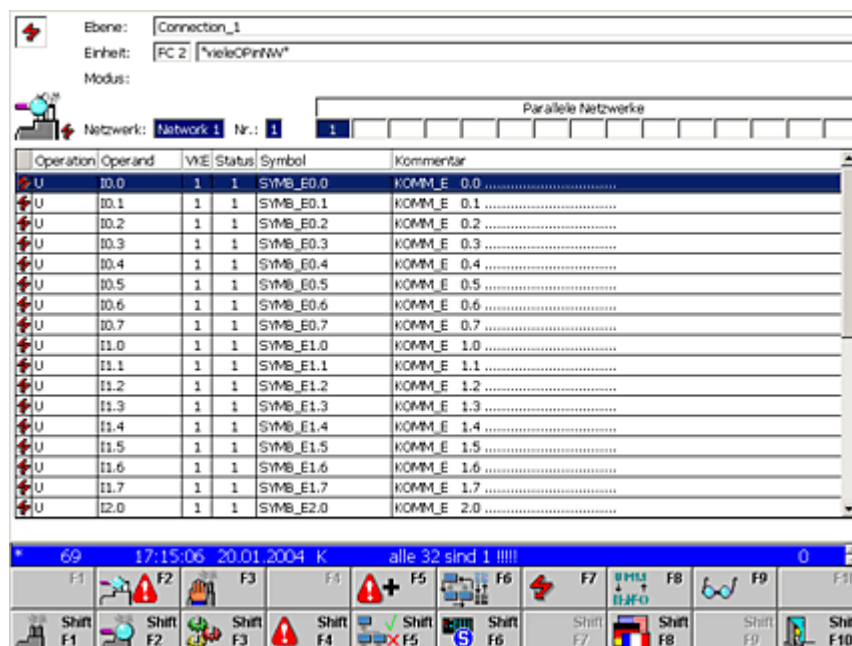 Ebene: Connection_1
Einheit: FC 2 "vieleOPinNW"
Modus:
Parallele Netzwerke
Netzwerk: Network 1 Nr.: 1 1
Operation Operand VKE Status Symbol Kommentar
U I0.0 1 1 SYMB_E0.0 KOMM_E 0.0 ................................
U I0.1 1 1 SYMB_E0.1 KOMM_E 0.1 ................................
U I0.2 1 1 SYMB_E0.2 KOMM_E 0.2 ................................
U I0.3 1 1 SYMB_E0.3 KOMM_E 0.3 ................................
U I0.4 1 1 SYMB_E0.4 KOMM_E 0.4 ................................
U I0.5 1 1 SYMB_E0.5 KOMM_E 0.5 ................................
U I0.6 1 1 SYMB_E0.6 KOMM_E 0.6 ................................
U I0.7 1 1 SYMB_E0.7 KOMM_E 0.7 ................................
U I1.0 1 1 SYMB_E1.0 KOMM_E 1.0 ................................
U I1.1 1 1 SYMB_E1.1 KOMM_E 1.1 ................................
U I1.2 1 1 SYMB_E1.2 KOMM_E 1.2 ................................
U I1.3 1 1 SYMB_E1.3 KOMM_E 1.3 ................................
U I1.4 1 1 SYMB_E1.4 KOMM_E 1.4 ................................
U I1.5 1 1 SYMB_E1.5 KOMM_E 1.5 ................................
U I1.6 1 1 SYMB_E1.6 KOMM_E 1.6 ................................
U I1.7 1 1 SYMB_E1.7 KOMM_E 1.7 ................................
U I2.0 1 1 SYMB_E2.0 KOMM_E 2.0 ................................
* 69 17:15:06 20.01.2004 K alle 32 sind 1 !!!!! 0
F1 F2 F3 F4 F5 F6 F7 F8 F9
Shift Shift Shift Shift Shift Shift Shift Shift Shift
F1 F2 F3 F4 F5 F6 F7 F8 F9 F10